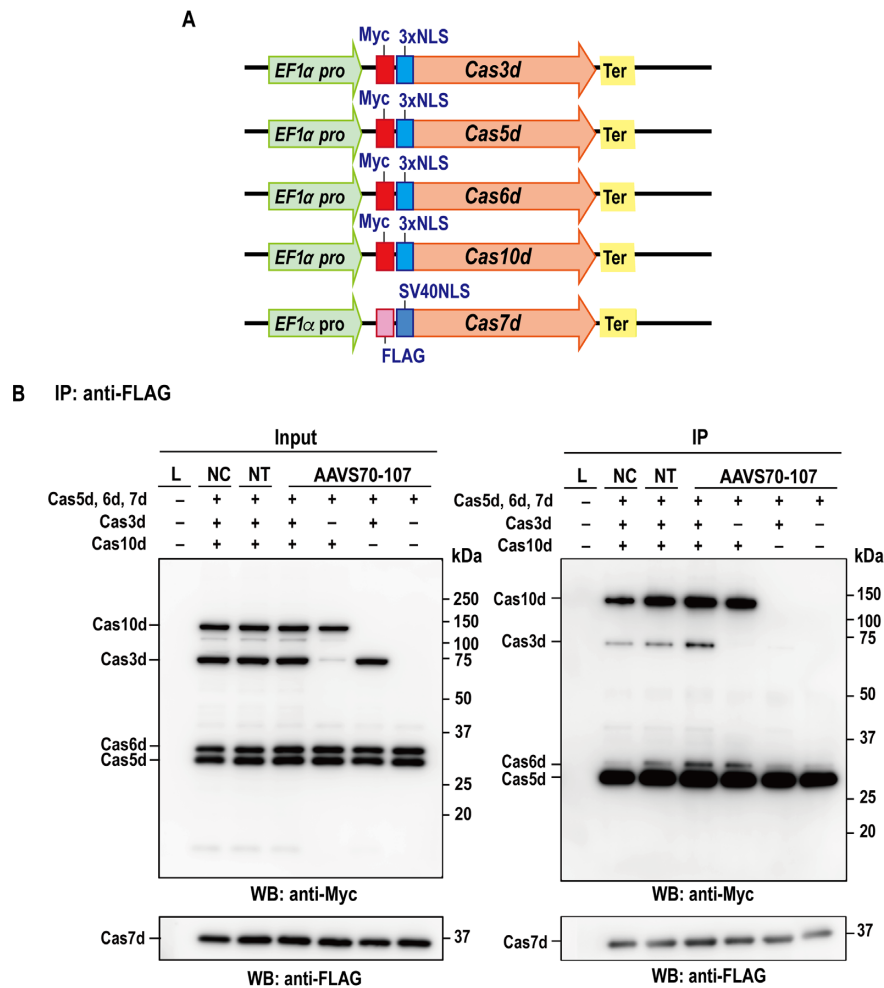 A
Myc 3xNLS
EF1α pro Cas3d Ter
Myc 3xNLS
EF1α pro Cas5d Ter
Myc 3xNLS
EF1α pro Cas6d Ter
Myc 3xNLS
EF1α pro Cas10d Ter
SV40NLS
EF1α pro Cas7d Ter
FLAG
B IP: anti-FLAG
Input
L NC NT AAVS70-107
Cas5d, 6d, 7d – + + + + + +
Cas3d – + + + – + –
Cas10d – + + + + – –
kDa
250
Cas10d 150
100
Cas3d 75
50
37
Cas6d
Cas5d
25
20
WB: anti-Myc
Cas7d 37
WB: anti-FLAG
IP
L NC NT AAVS70-107
Cas5d, 6d, 7d – + + + + + +
Cas3d – + + + – + –
Cas10d – + + + + – –
kDa
Cas10d 150
100
Cas3d 75
50
37
Cas6d
Cas5d
25
20
WB: anti-Myc
Cas7d 37
WB: anti-FLAG